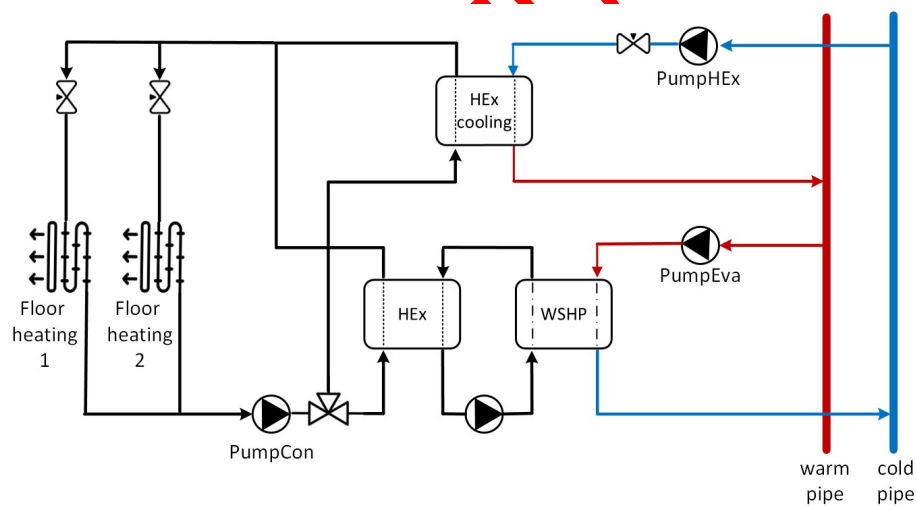 PumpHEx
HEx
cooling
PumpEva
HEx
WSHP
Floor
heating
1
Floor
heating
2
PumpCon
warm
pipe
cold
pipe